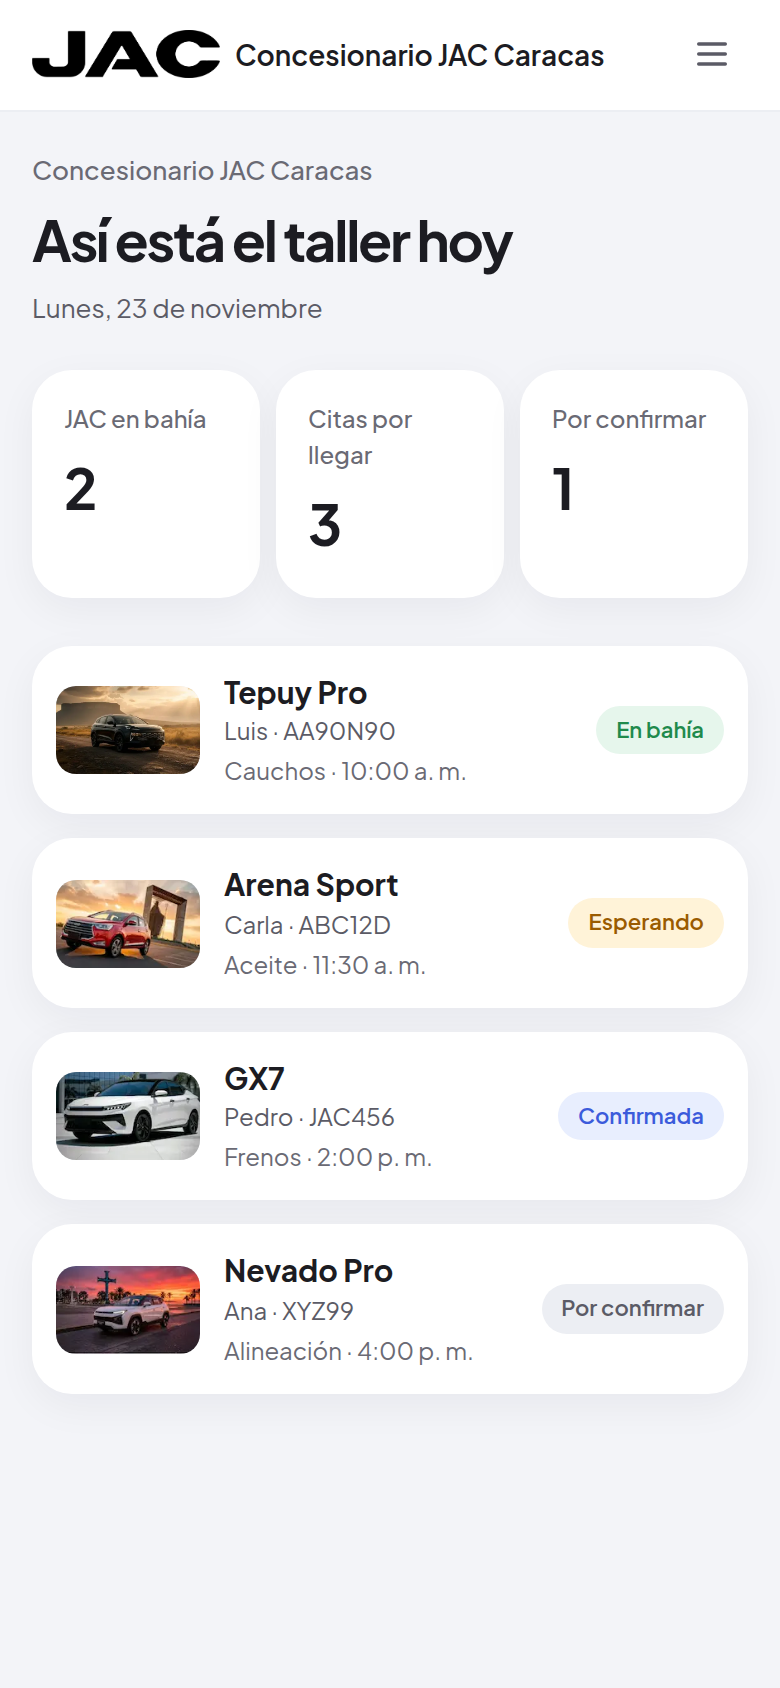 JAC Concesionario JAC Caracas
Concesionario JAC Caracas
Así está el taller hoy
Lunes, 23 de noviembre
JAC en bahía
2
Citas por
llegar
3
Por confirmar
1
Tepuy Pro
Luis · AA90N90
Cauchos · 10:00 a. m.
En bahía
Arena Sport
Carla · ABC12D
Aceite · 11:30 a. m.
Esperando
GX7
Pedro · JAC456
Frenos · 2:00 p. m.
Confirmada
Nevado Pro
Ana · XYZ99
Alineación · 4:00 p. m.
Por confirmar